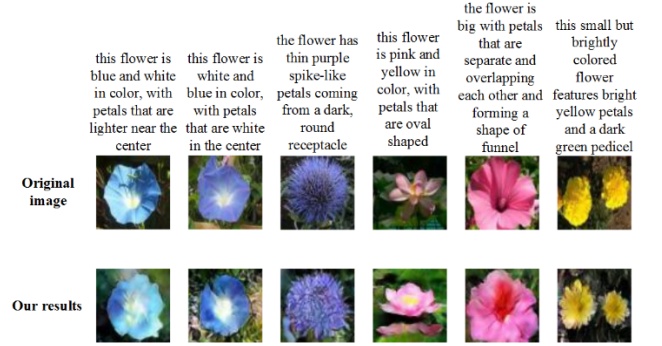 this flower is
blue and white
in color, with
petals that are
lighter near the
center
this flower is
white and
blue in color,
with petals
that are white
in the center
the flower has
thin purple
spike-like
petals coming
from a dark,
round
receptacle
this flower
is pink and
yellow in
color, with
petals that
are oval
shaped
the flower is
big with petals
that are
separate and
overlapping
each other and
forming a
shape of
funnel
this small but
brightly
colored
flower
features bright
yellow petals
and a dark
green pedicel
Original
image
Our results